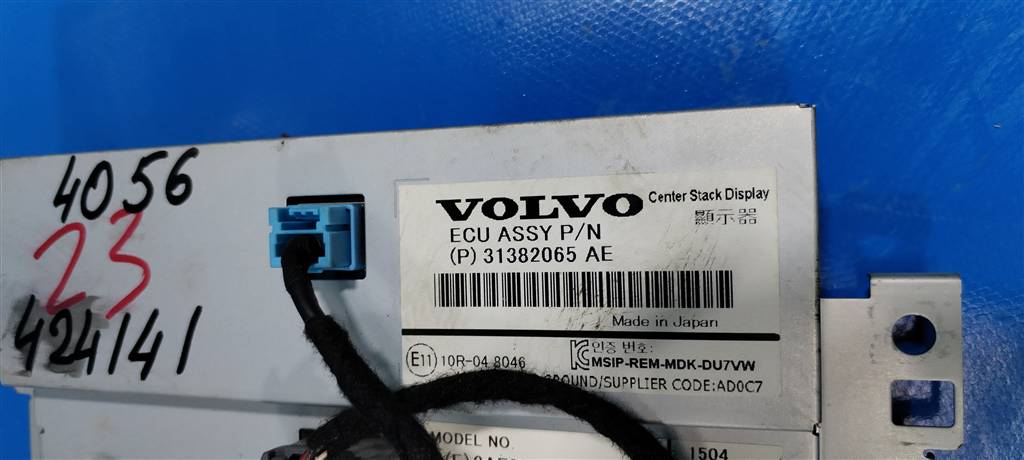 4056
23
424141
VOLVO Center Stack Display
顯示器
ECU ASSY P/N
(P) 31382065 AE
Made in Japan
E11 10R-04 8046
인증 번호:
MSIP-REM-MDK-DU7VW
GROUND/SUPPLIER CODE:AD0C7
MODEL NO.
1504